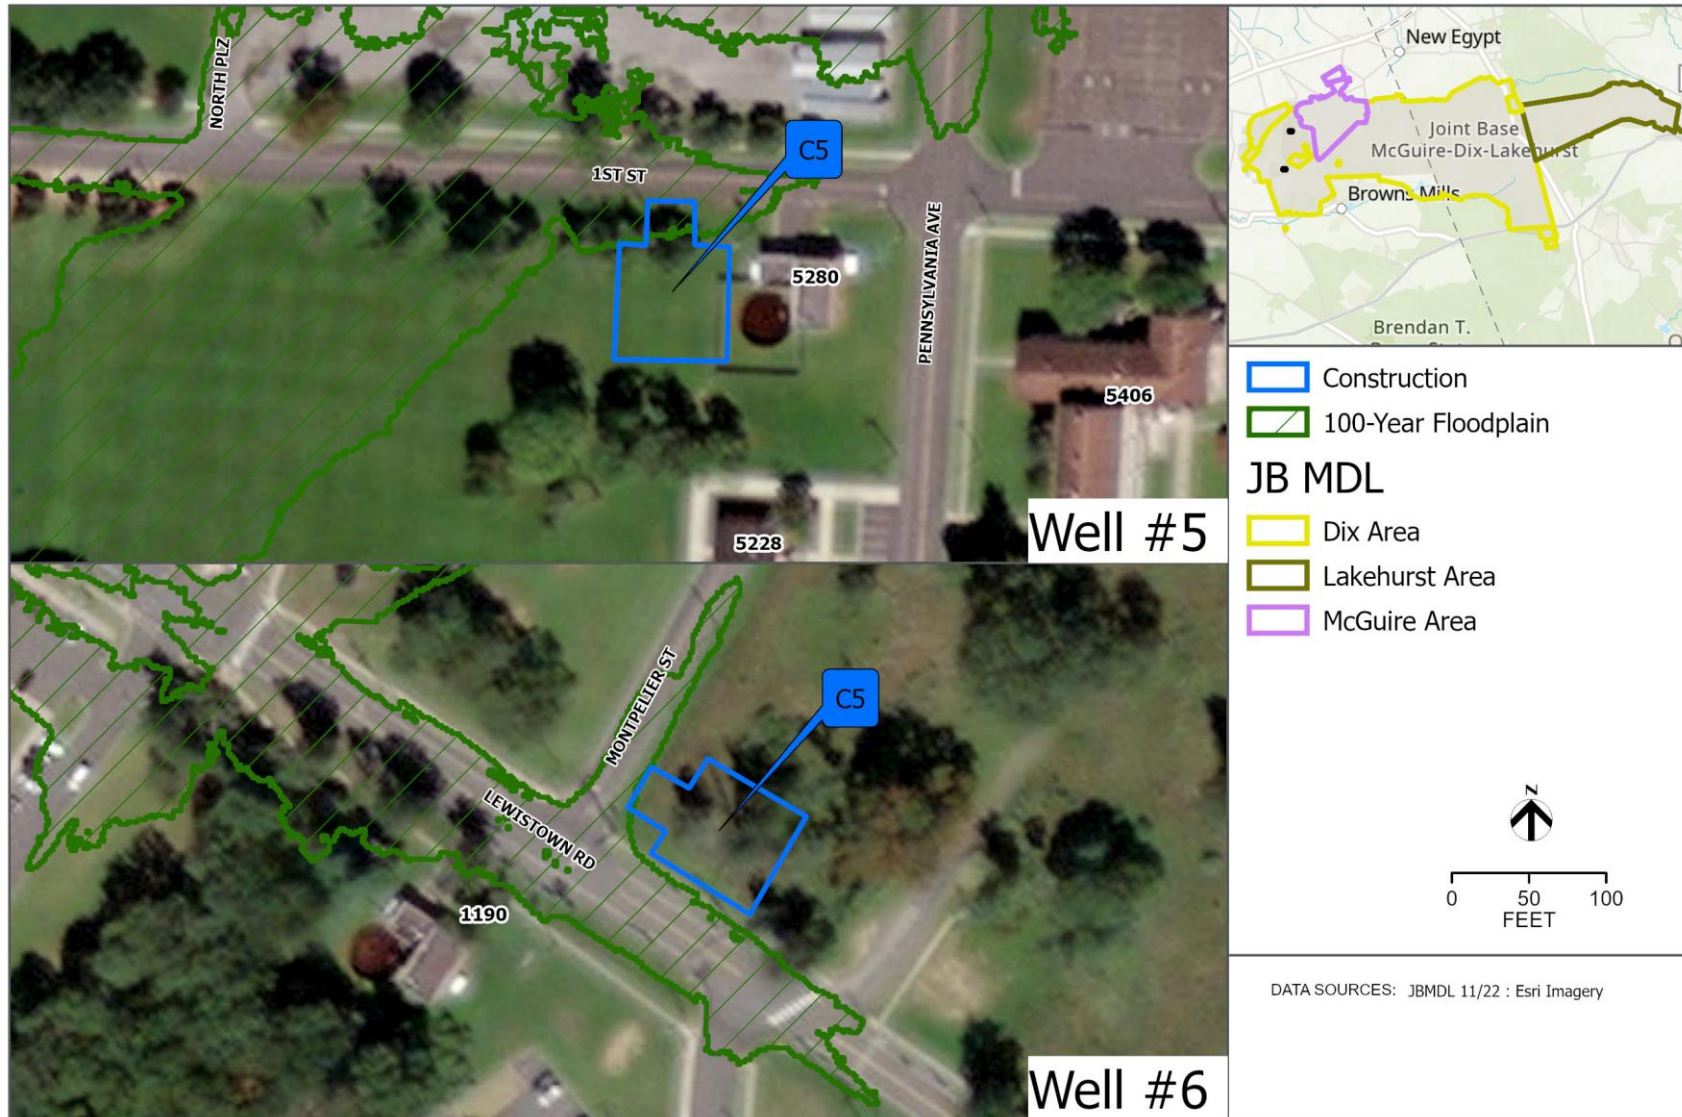 NORTH PLZ
1ST ST
C5
5280
PENNSYLVANIA AVE
5406
5228
Well #5
MONTPELIER ST
C5
LEWISTOWN RD
1190
Well #6
New Egypt
Joint Base
McGuire-Dix-Lakehurst
Browns Mills
Brendan T.
Construction
100-Year Floodplain
JB MDL
Dix Area
Lakehurst Area
McGuire Area
N
0 50 100
FEET
DATA SOURCES: JBMDL 11/22 : Esri Imagery